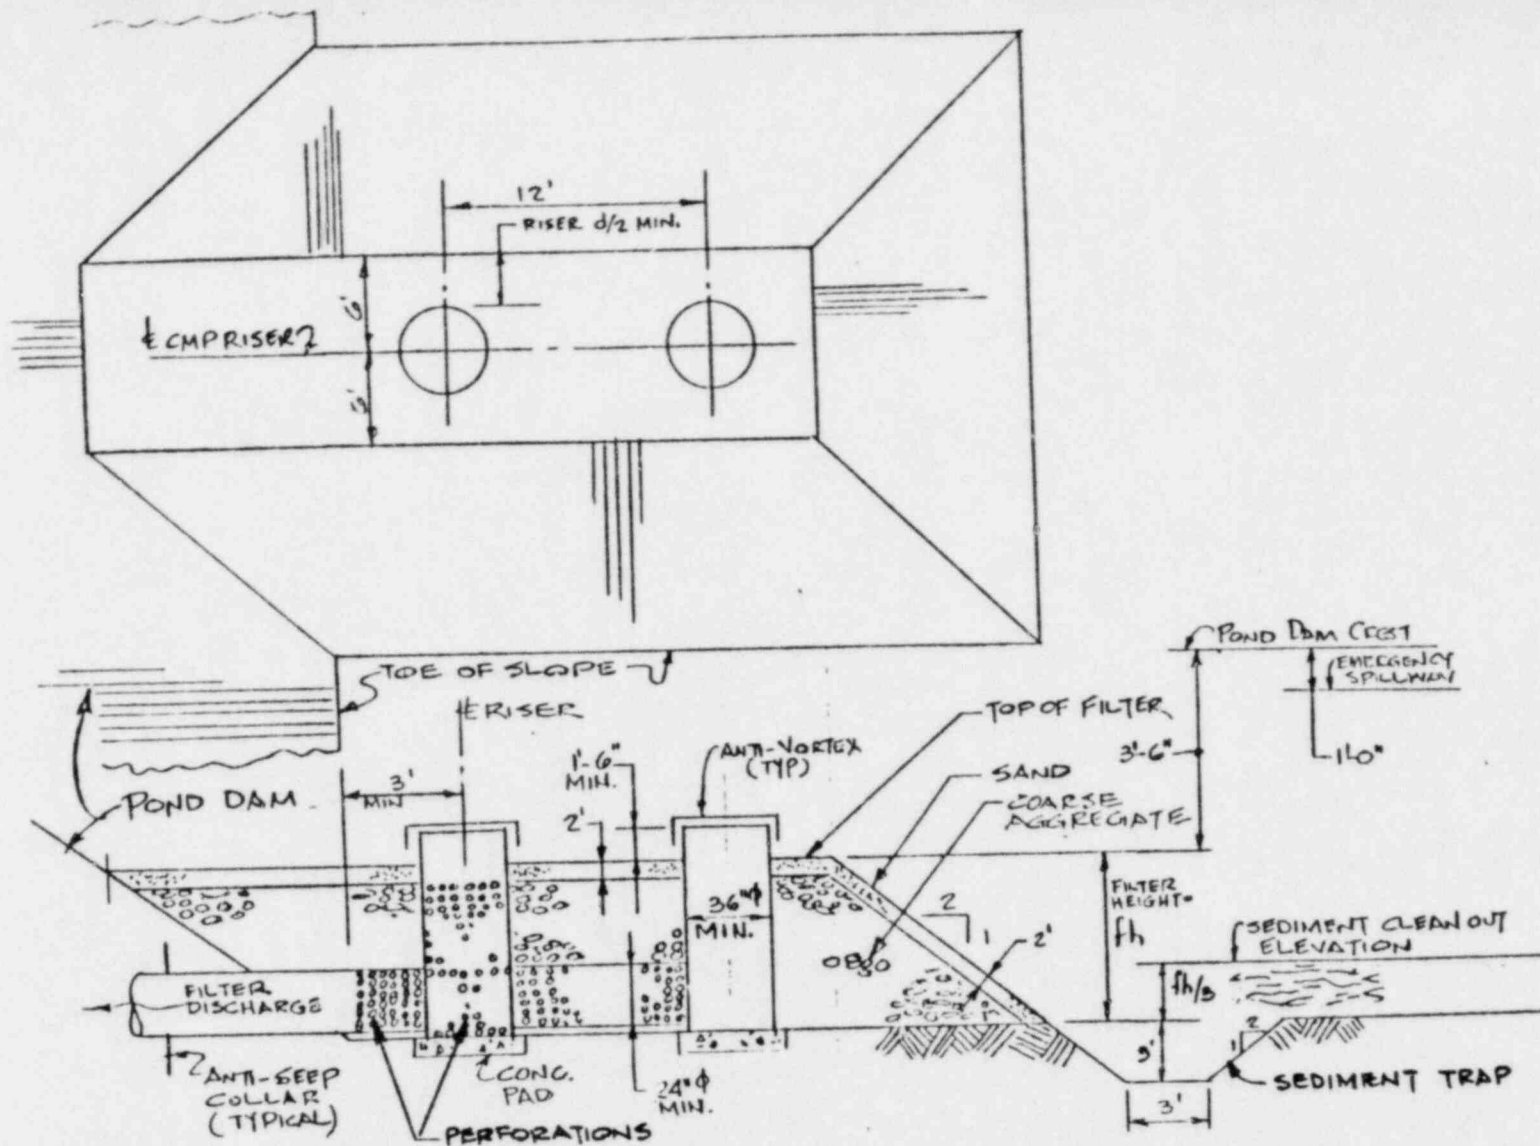 12'
RISER d/2 MIN.
6'
℄ CMP RISER
5'
TOE OF SLOPE
℄ RISER
POND DAM CREST
EMERGENCY
SPILLWAY
TOP OF FILTER
3'-6"
1'-0"
ANTI-VORTEX
(TYP)
1'-6"
MIN.
SAND
COARSE
AGGREGATE
3'
MIN
POND DAM
2'
FILTER
HEIGHT=
fh
36"φ
MIN.
2
1
2'
SEDIMENT CLEAN OUT
ELEVATION
fh/3
FILTER
DISCHARGE
2
1
3'
ANTI-SEEP
COLLAR
(TYPICAL)
CONC.
PAD
24"φ
MIN.
SEDIMENT TRAP
3'
PERFORATIONS